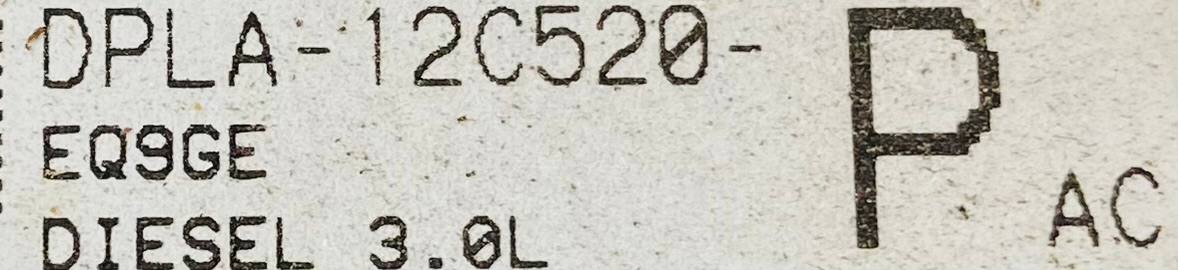 DPLA-12C520- P AC
EQ9GE
DIESEL 3.0L